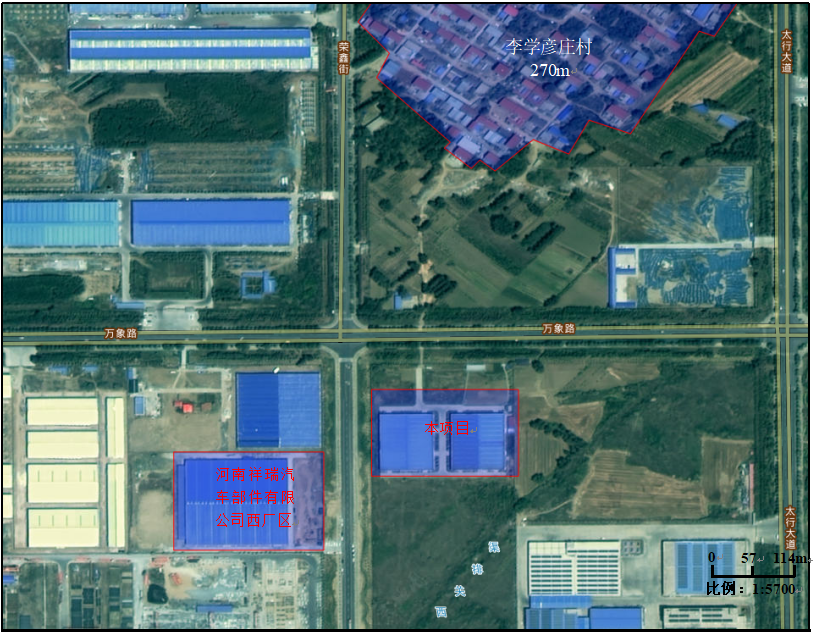 荣鑫街
李学彦庄村
270m
太行大道
万象路
万象路
本项目
河南瑞汽
车部件有限
公司西厂区
太行大道
0 57 114m
比例：1:5700